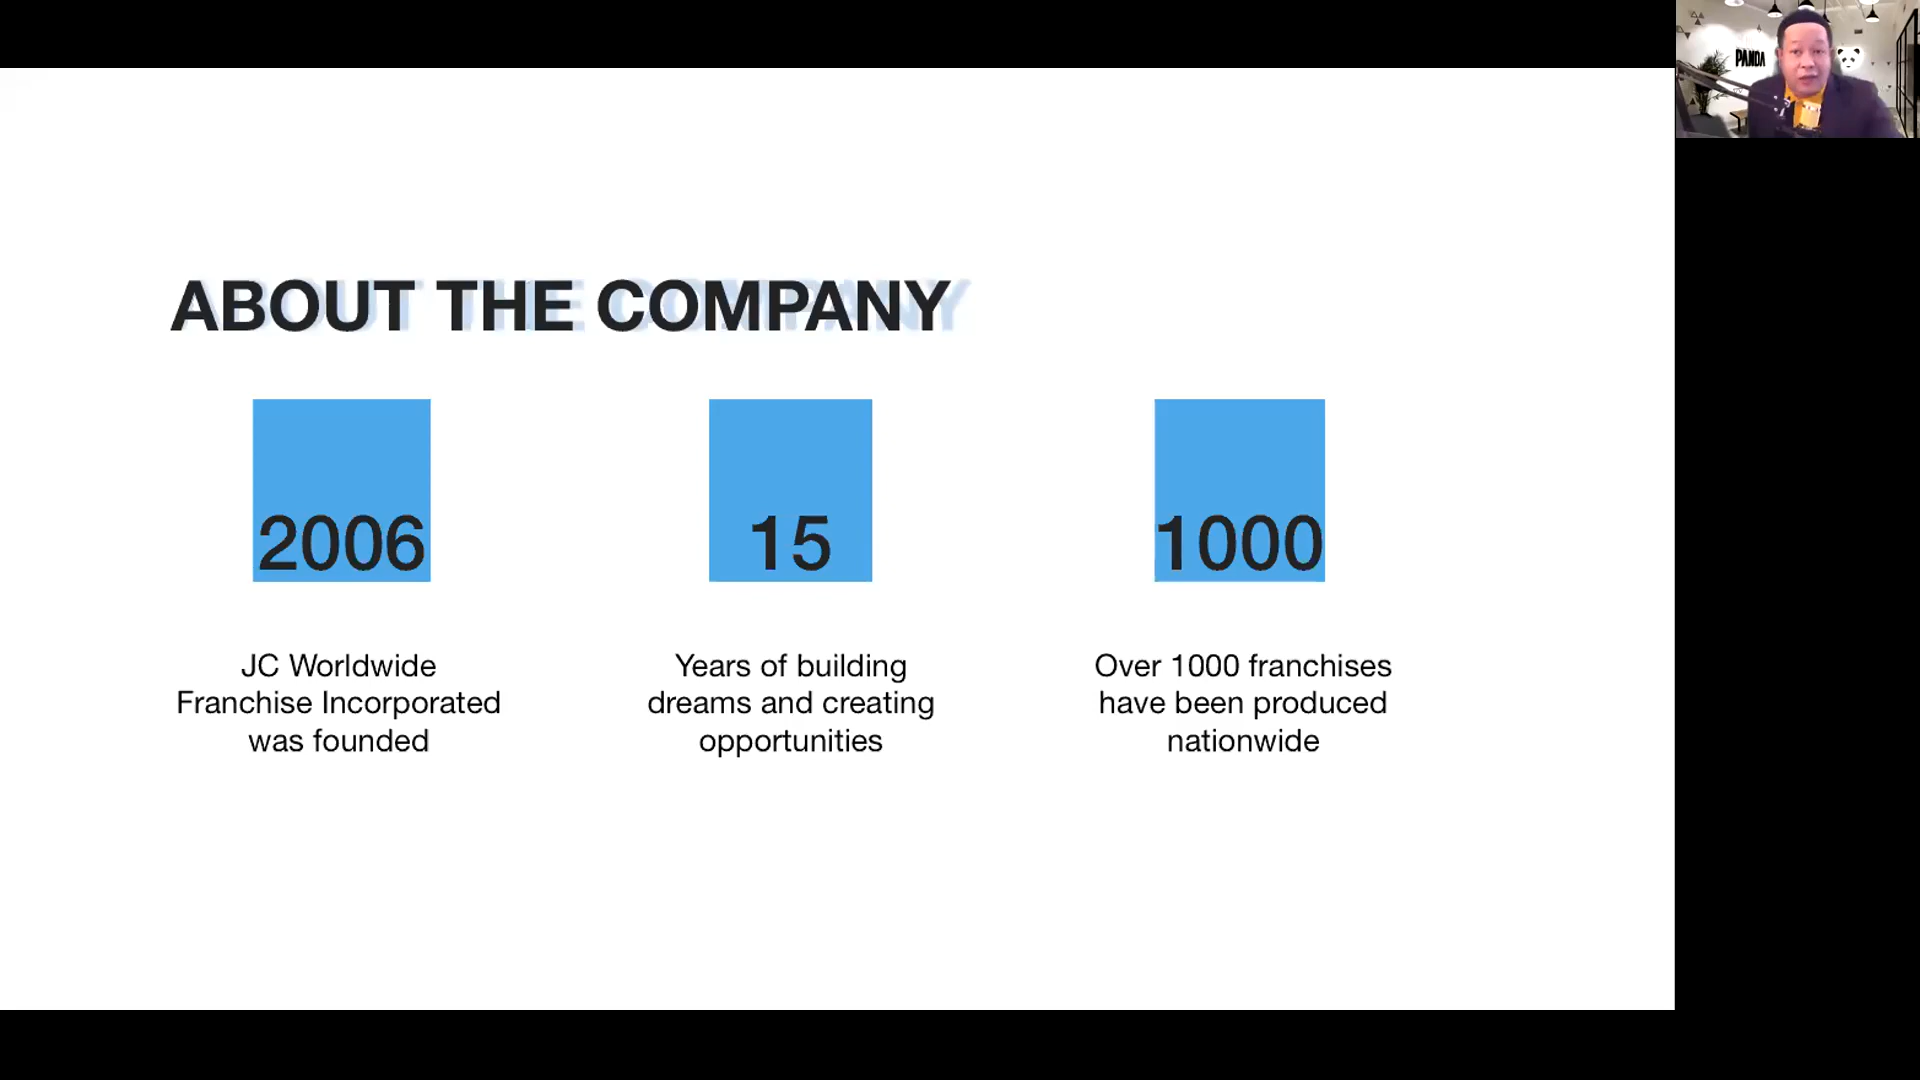 PANDA
ABOUT THE COMPANY
2006
JC Worldwide
Franchise Incorporated
was founded
15
Years of building
dreams and creating
opportunities
1000
Over 1000 franchises
have been produced
nationwide